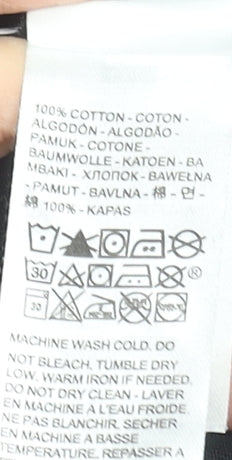 100% COTTON - COTON -
ALGODÓN - ALGODÃO -
PAMUK - COTONE -
BAUMWOLLE - KATOEN - BA
MBAKI - ХЛОПОК - BAWEŁNA
- PAMUT - BAVLNA - 棉 - 면 -
綿 100% - KAPAS
30 ®
30
MACHINE WASH COLD. DO
NOT BLEACH. TUMBLE DRY
LOW. WARM IRON IF NEEDED.
DO NOT DRY CLEAN - LAVER
EN MACHINE A L'EAU FROIDE.
NE PAS BLANCHIR. SECHER
EN MACHINE A BASSE
TEMPERATURE. REPASSER A